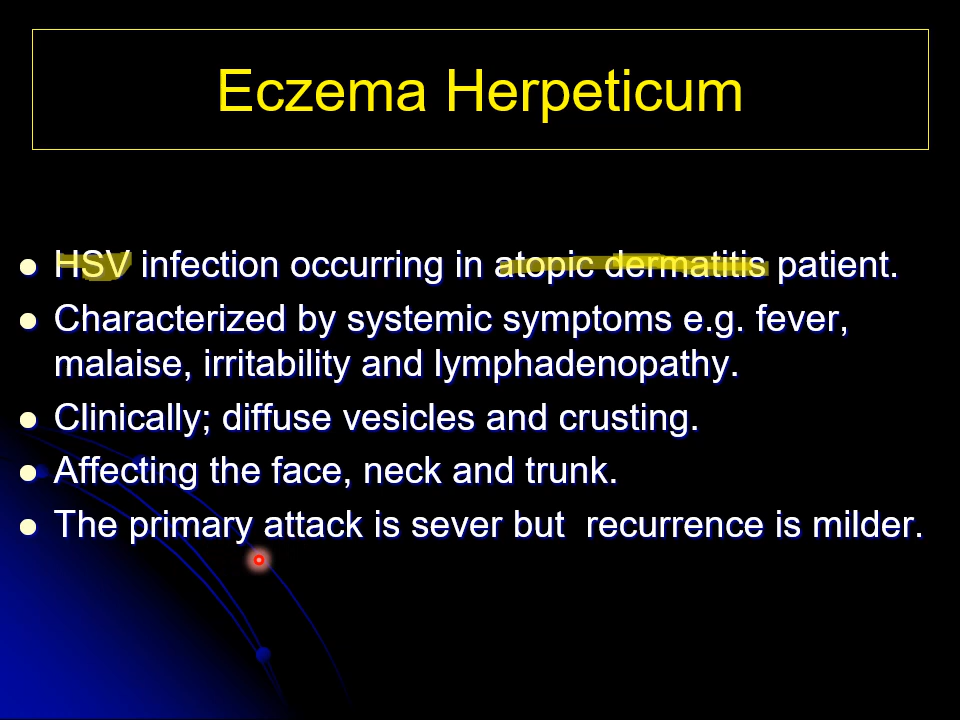 Eczema Herpeticum
HSV infection occurring in atopic dermatitis patient.
Characterized by systemic symptoms e.g. fever,
malaise, irritability and lymphadenopathy.
Clinically; diffuse vesicles and crusting.
Affecting the face, neck and trunk.
The primary attack is sever but  recurrence is milder.